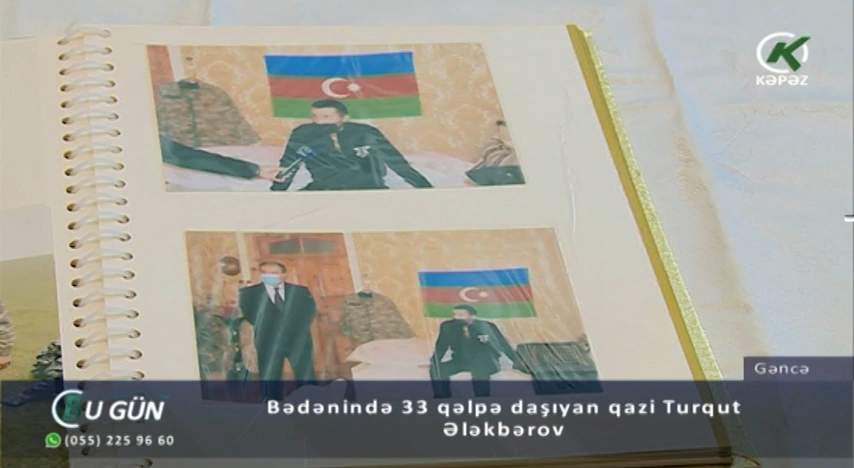 KƏPƏZ
Gəncə
BU GÜN
(055) 225 96 60
Bədənində 33 qəlpə daşıyan qazi Turqut
Ələkbərov